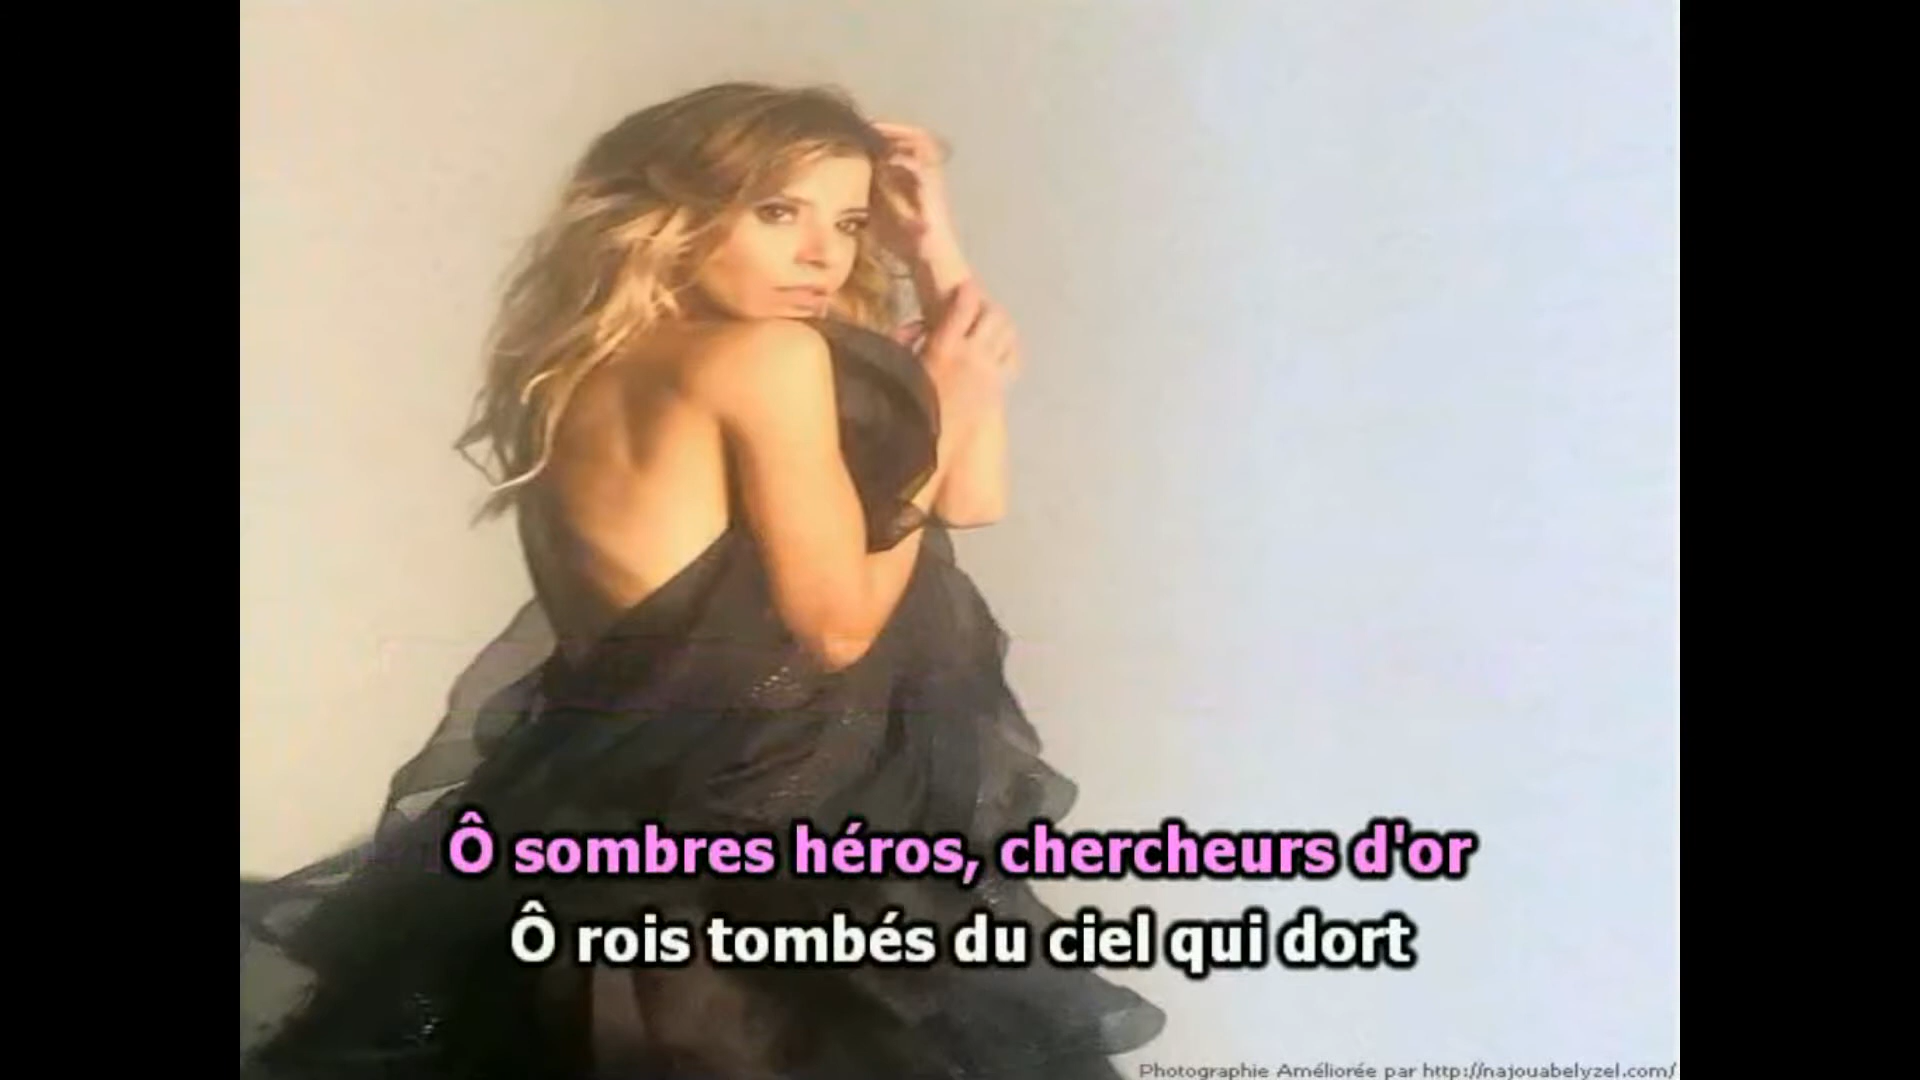 Ô sombres héros, chercheurs d'or
Ô rois tombés du ciel qui dort
Photographie Améliorée par http://najouabelyzel.com/